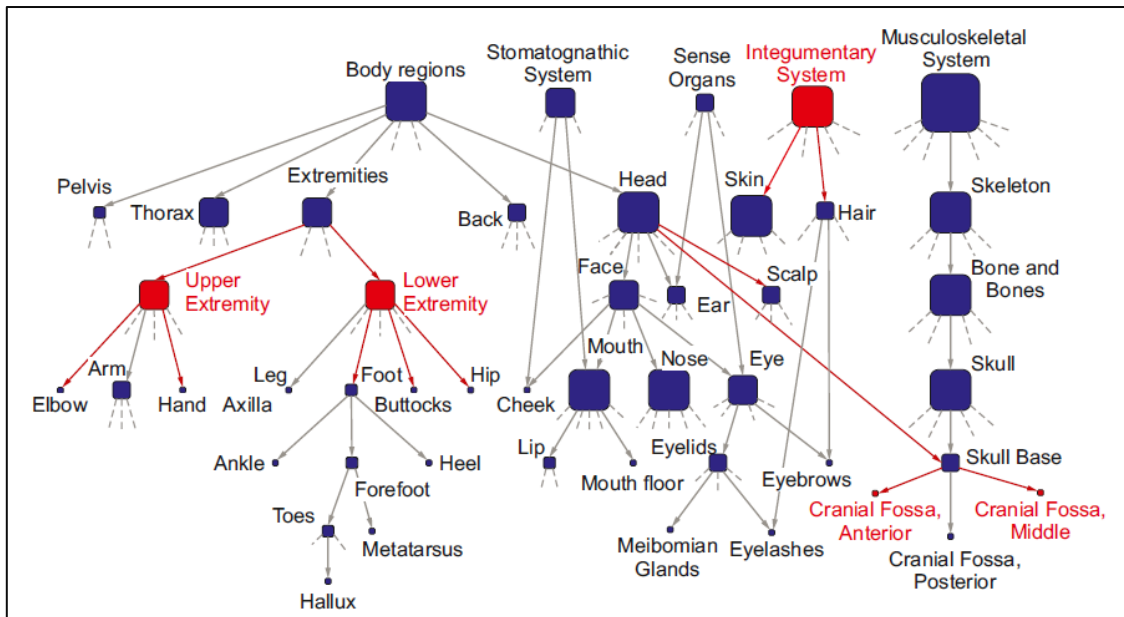 Body regions
Stomatognathic
System
Sense
Organs
Integumentary
System
Musculoskeletal
System
Pelvis
Thorax
Extremities
Back
Head
Skin
Hair
Skeleton
Upper
Extremity
Lower
Extremity
Face
Ear
Scalp
Bone and
Bones
Elbow
Arm
Hand
Leg
Axilla
Foot
Buttocks
Hip
Cheek
Mouth
Nose
Eye
Skull
Ankle
Forefoot
Heel
Lip
Mouth floor
Eyelids
Eyebrows
Skull Base
Toes
Metatarsus
Meibomian
Glands
Eyelashes
Cranial Fossa,
Anterior
Cranial Fossa,
Middle
Cranial Fossa,
Posterior
Hallux